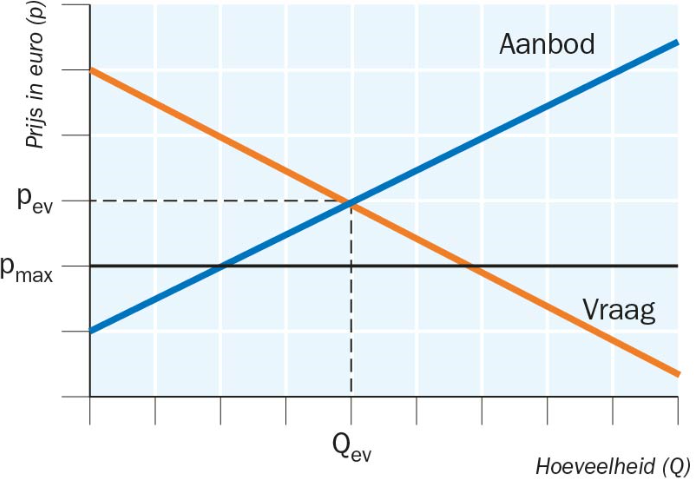 Prijs in euro (p)
Aanbod
pev
pmax
Vraag
Qev
Hoeveelheid (Q)